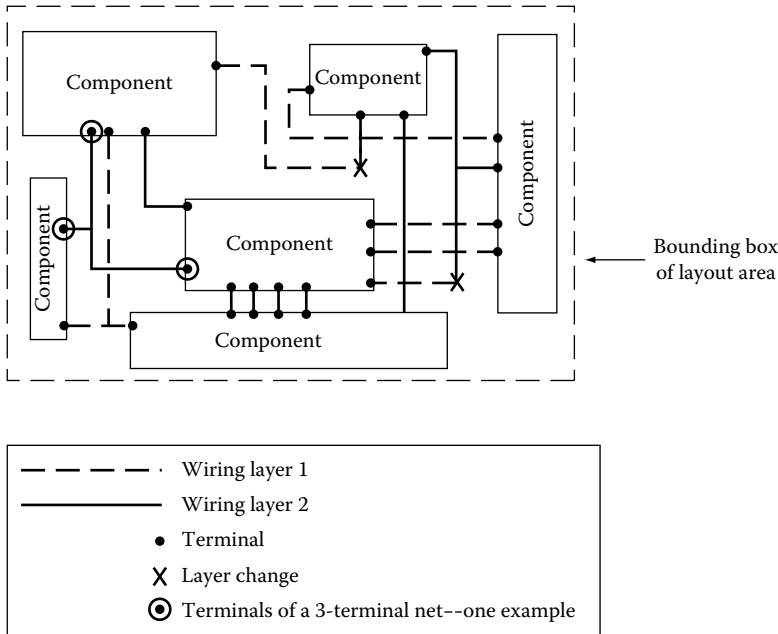 Component
Component
Component
Component
Component
Component
Bounding box
of layout area
Wiring layer 1
Wiring layer 2
Terminal
Layer change
Terminals of a 3-terminal net--one example